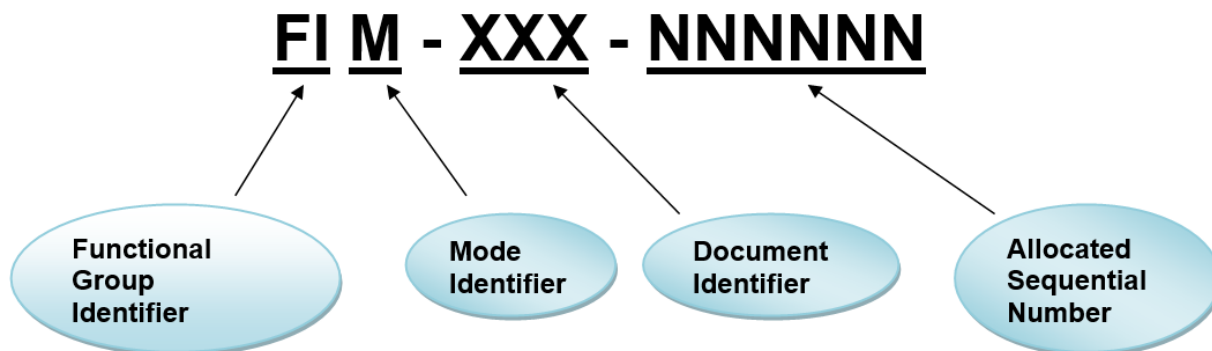 FI M - XXX - NNNNNN
Functional
Group
Identifier
Mode
Identifier
Document
Identifier
Allocated
Sequential
Number